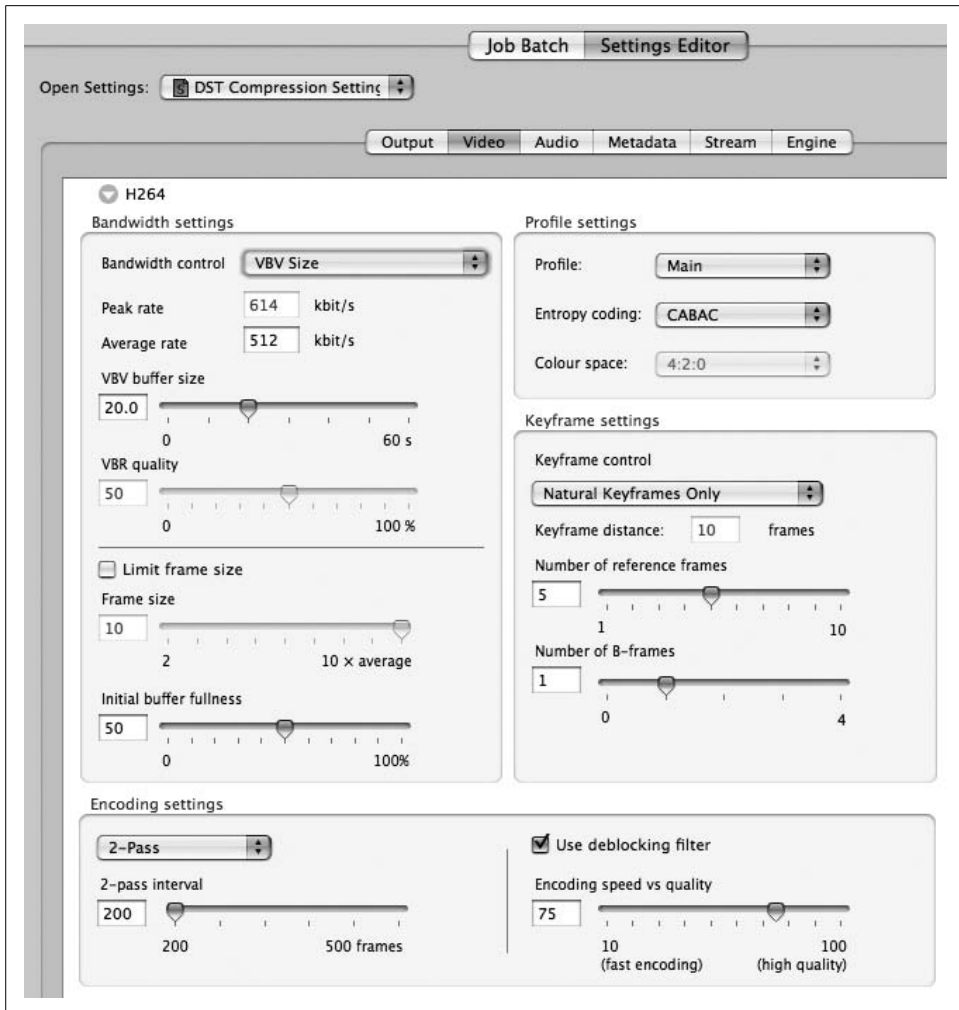 Job Batch Settings Editor
Open Settings: DST Compression Setting
Output Video Audio Metadata Stream Engine
H264
Bandwidth settings
Bandwidth control VBV Size
Peak rate 614 kbit/s
Average rate 512 kbit/s
VBV buffer size
20.0
0 60 s
VBR quality
50
0 100 %
Limit frame size
Frame size
10
2 10 × average
Initial buffer fullness
50
0 100%
Profile settings
Profile: Main
Entropy coding: CABAC
Colour space: 4:2:0
Keyframe settings
Keyframe control
Natural Keyframes Only
Keyframe distance: 10 frames
Number of reference frames
5
1 10
Number of B-frames
1
0 4
Encoding settings
2-Pass
2-pass interval
200
200 500 frames
Use deblocking filter
Encoding speed vs quality
75
10 100
(fast encoding) (high quality)